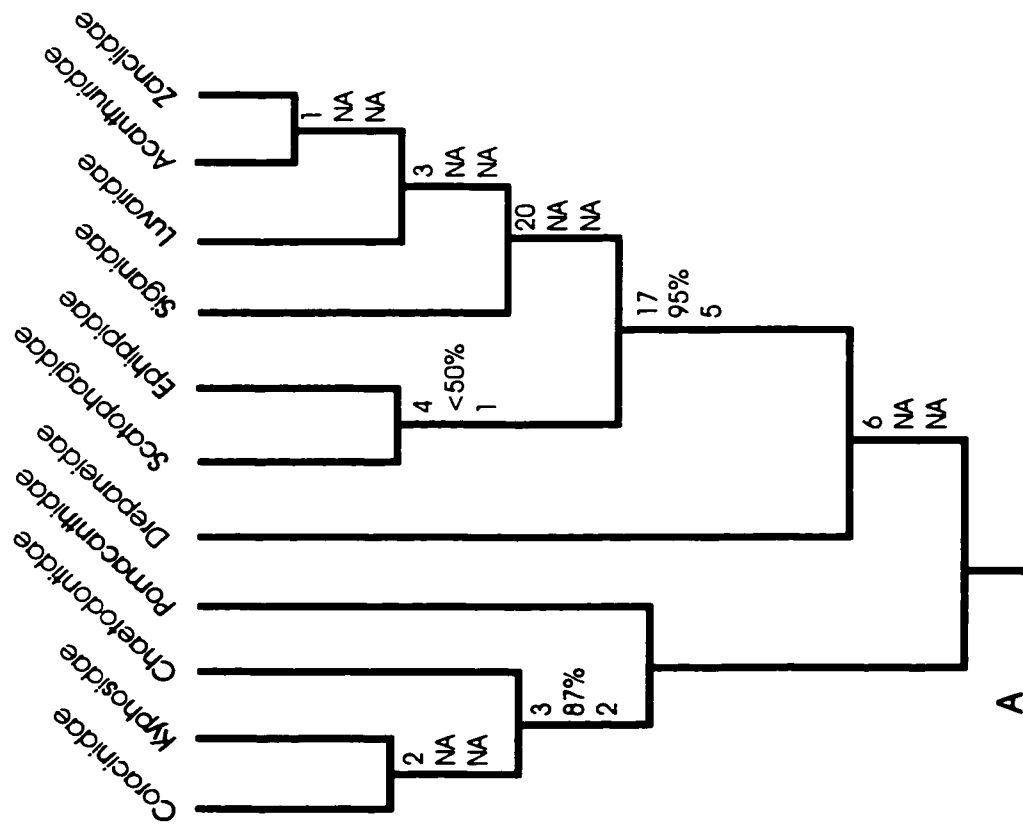 Zanclidae
Acanthuridae
Luvaridae
Siganidae
Ephippidae
Scatophagidae
Drepaneidae
Pomacanthidae
Chaetodontidae
Kyphosidae
Coracinidae
1
NA
NA
3
NA
NA
20
NA
NA
17
95%
5
4
<50%
1
6
NA
NA
3
87%
2
2
NA
NA
A